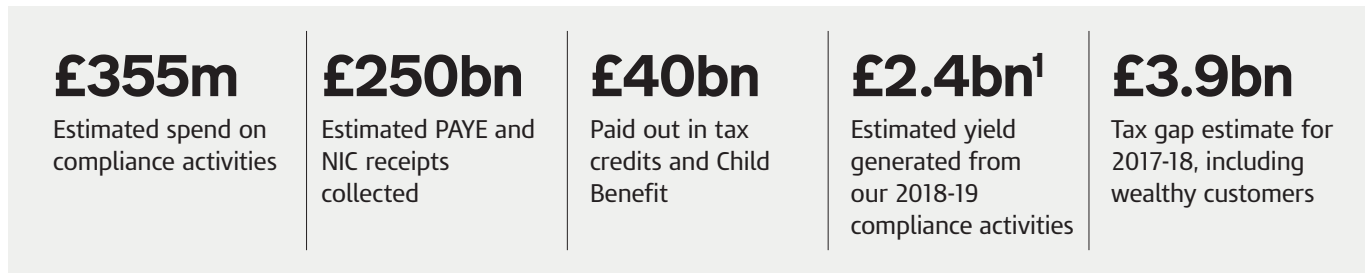 £355m
Estimated spend on
compliance activities
£250bn
Estimated PAYE and
NIC receipts
collected
£40bn
Paid out in tax
credits and Child
Benefit
£2.4bn¹
Estimated yield
generated from
our 2018-19
compliance activities
£3.9bn
Tax gap estimate for
2017-18, including
wealthy customers